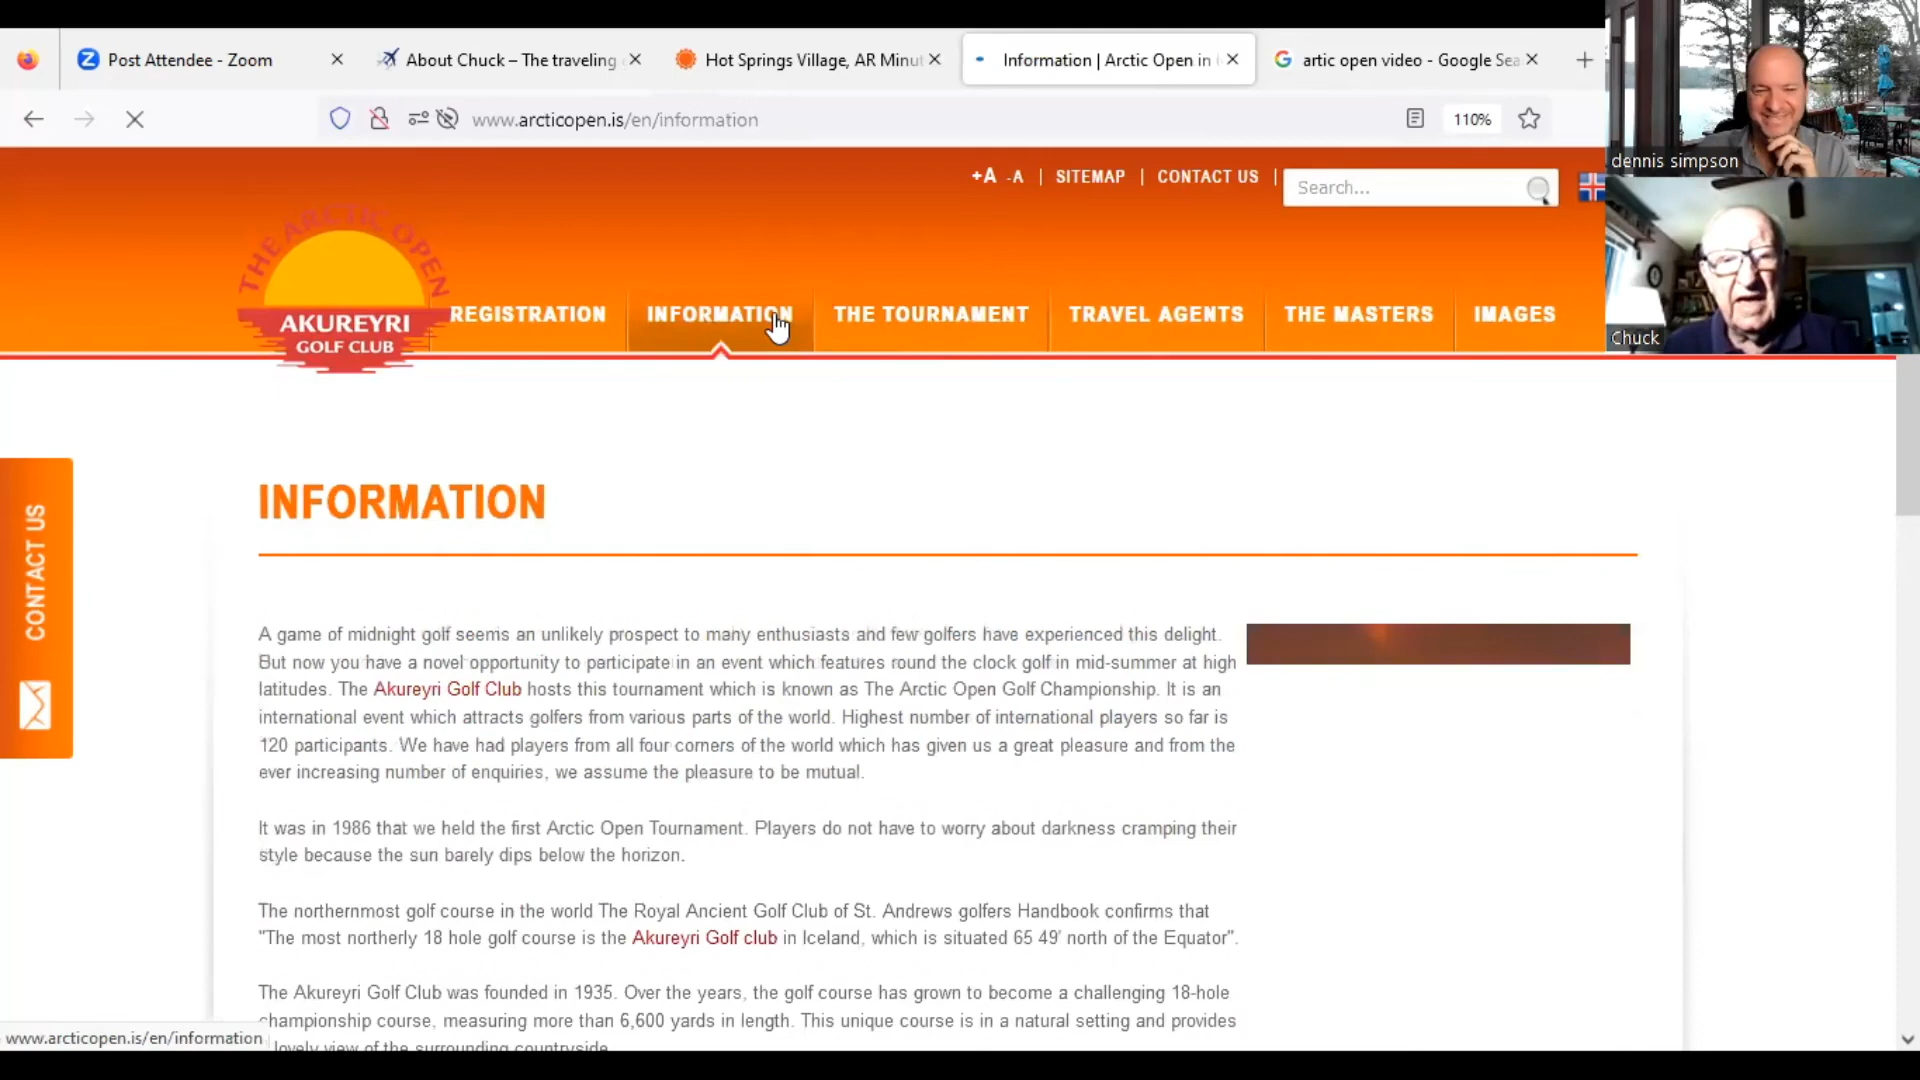 Post Attendee - Zoom
About Chuck – The traveling
Hot Springs Village, AR Minut
Information | Arctic Open in
artic open video - Google Sea
www.arcticopen.is/en/information
110%
+A -A | SITEMAP | CONTACT US |
Search...
dennis simpson
Chuck
THE ARCTIC OPEN
AKUREYRI
GOLF CLUB
REGISTRATION
INFORMATION
THE TOURNAMENT
TRAVEL AGENTS
THE MASTERS
IMAGES
CONTACT US
INFORMATION
A game of midnight golf seems an unlikely prospect to many enthusiasts and few golfers have experienced this delight.
But now you have a novel opportunity to participate in an event which features round the clock golf in mid-summer at high
latitudes. The Akureyri Golf Club hosts this tournament which is known as The Arctic Open Golf Championship. It is an
international event which attracts golfers from various parts of the world. Highest number of international players so far is
120 participants. We have had players from all four corners of the world which has given us a great pleasure and from the
ever increasing number of enquiries, we assume the pleasure to be mutual.
It was in 1986 that we held the first Arctic Open Tournament. Players do not have to worry about darkness cramping their
style because the sun barely dips below the horizon.
The northernmost golf course in the world The Royal Ancient Golf Club of St. Andrews golfers Handbook confirms that
"The most northerly 18 hole golf course is the Akureyri Golf club in Iceland, which is situated 65 49' north of the Equator".
The Akureyri Golf Club was founded in 1935. Over the years, the golf course has grown to become a challenging 18-hole
championship course, measuring more than 6,600 yards in length. This unique course is in a natural setting and provides
lovely view of the surrounding countryside
www.arcticopen.is/en/information